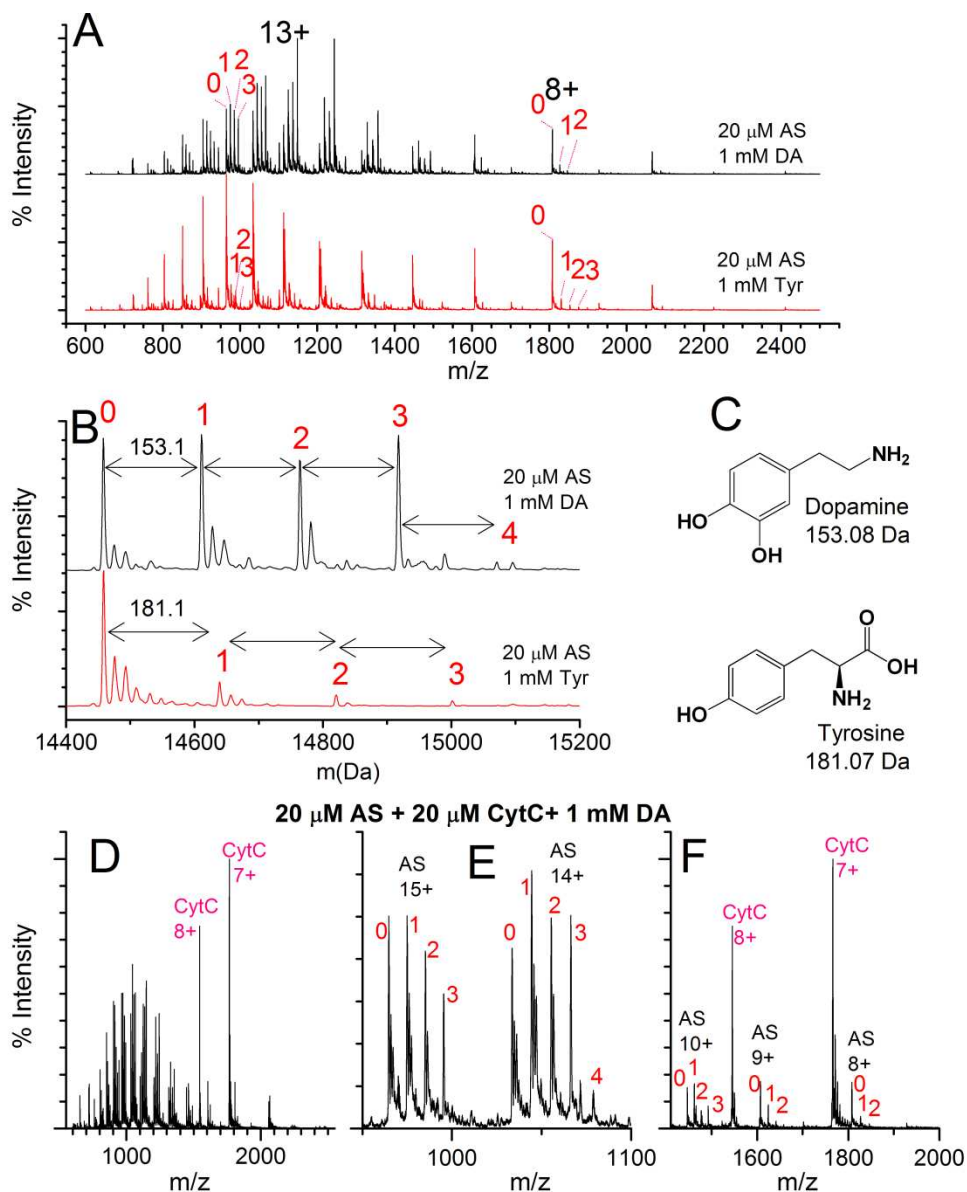 A
13+
0
1
2
3
8+
0
1
2
20 μM AS
1 mM DA
0
1
2
3
0
1
2
3
20 μM AS
1 mM Tyr
% Intensity
600 800 1000 1200 1400 1600 1800 2000 2200 2400
m/z
B
0
1
2
3
4
153.1
20 μM AS
1 mM DA
181.1
1
2
3
20 μM AS
1 mM Tyr
% Intensity
14400 14600 14800 15000 15200
m(Da)
C
NH2
HO
OH
Dopamine
153.08 Da
O
OH
NH2
HO
Tyrosine
181.07 Da
20 μM AS + 20 μM CytC+ 1 mM DA
D
CytC
7+
CytC
8+
% Intensity
1000 2000
m/z
E
AS
15+
0
1
2
3
AS
14+
0
1
2
3
4
1000 1100
m/z
F
CytC
7+
CytC
8+
AS
10+
0
1
2
3
AS
9+
0
1
2
AS
8+
0
1
2
1600 1800 2000
m/z